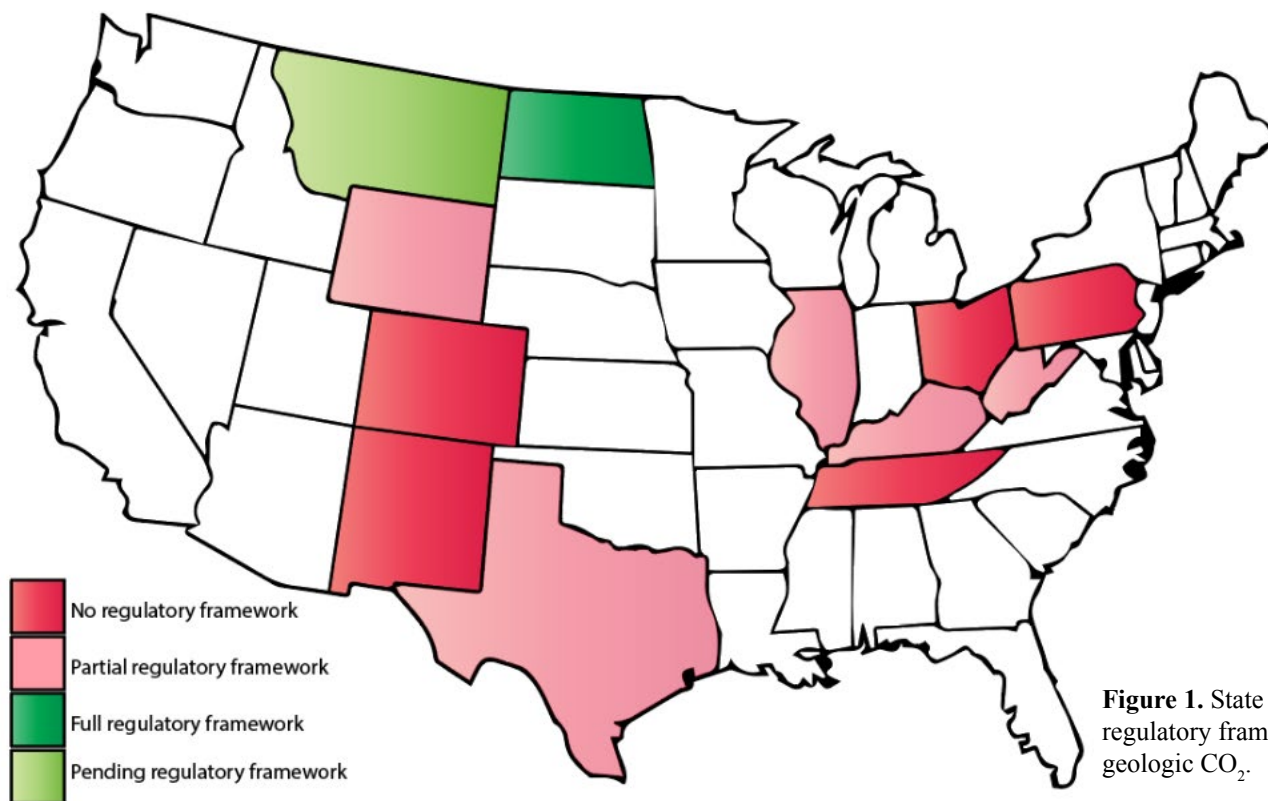 No regulatory framework
Partial regulatory framework
Full regulatory framework
Pending regulatory framework
Figure 1. State
regulatory fram
geologic CO₂.